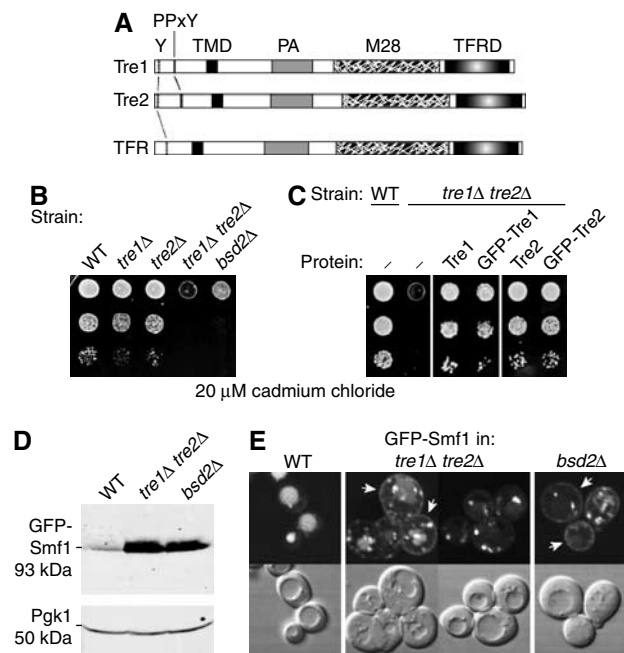 A
PPxY
Y TMD PA M28 TFRD
Tre1
Tre2
TFR
B
Strain:
WT tre1Δ tre2Δ tre1Δ tre2Δ bsd2Δ
C
Strain: WT tre1Δ tre2Δ
Protein: – – Tre1 GFP-Tre1 Tre2 GFP-Tre2
20 μM cadmium chloride
D
WT tre1Δ tre2Δ bsd2Δ
GFP-
Smf1
93 kDa
Pgk1
50 kDa
E
GFP-Smf1 in:
WT tre1Δ tre2Δ bsd2Δ